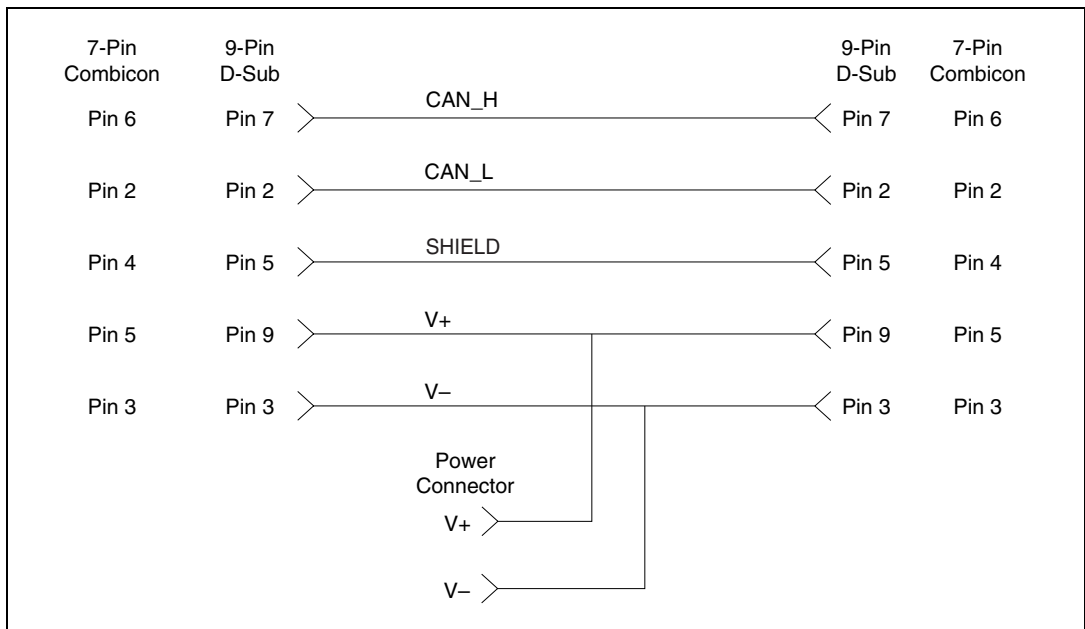 7-Pin 9-Pin 9-Pin 7-Pin
Combicon D-Sub D-Sub Combicon
CAN_H
Pin 6 Pin 7 Pin 7 Pin 6
CAN_L
Pin 2 Pin 2 Pin 2 Pin 2
SHIELD
Pin 4 Pin 5 Pin 5 Pin 4
V+
Pin 5 Pin 9 Pin 9 Pin 5
V–
Pin 3 Pin 3 Pin 3 Pin 3
Power
Connector
V+
V–